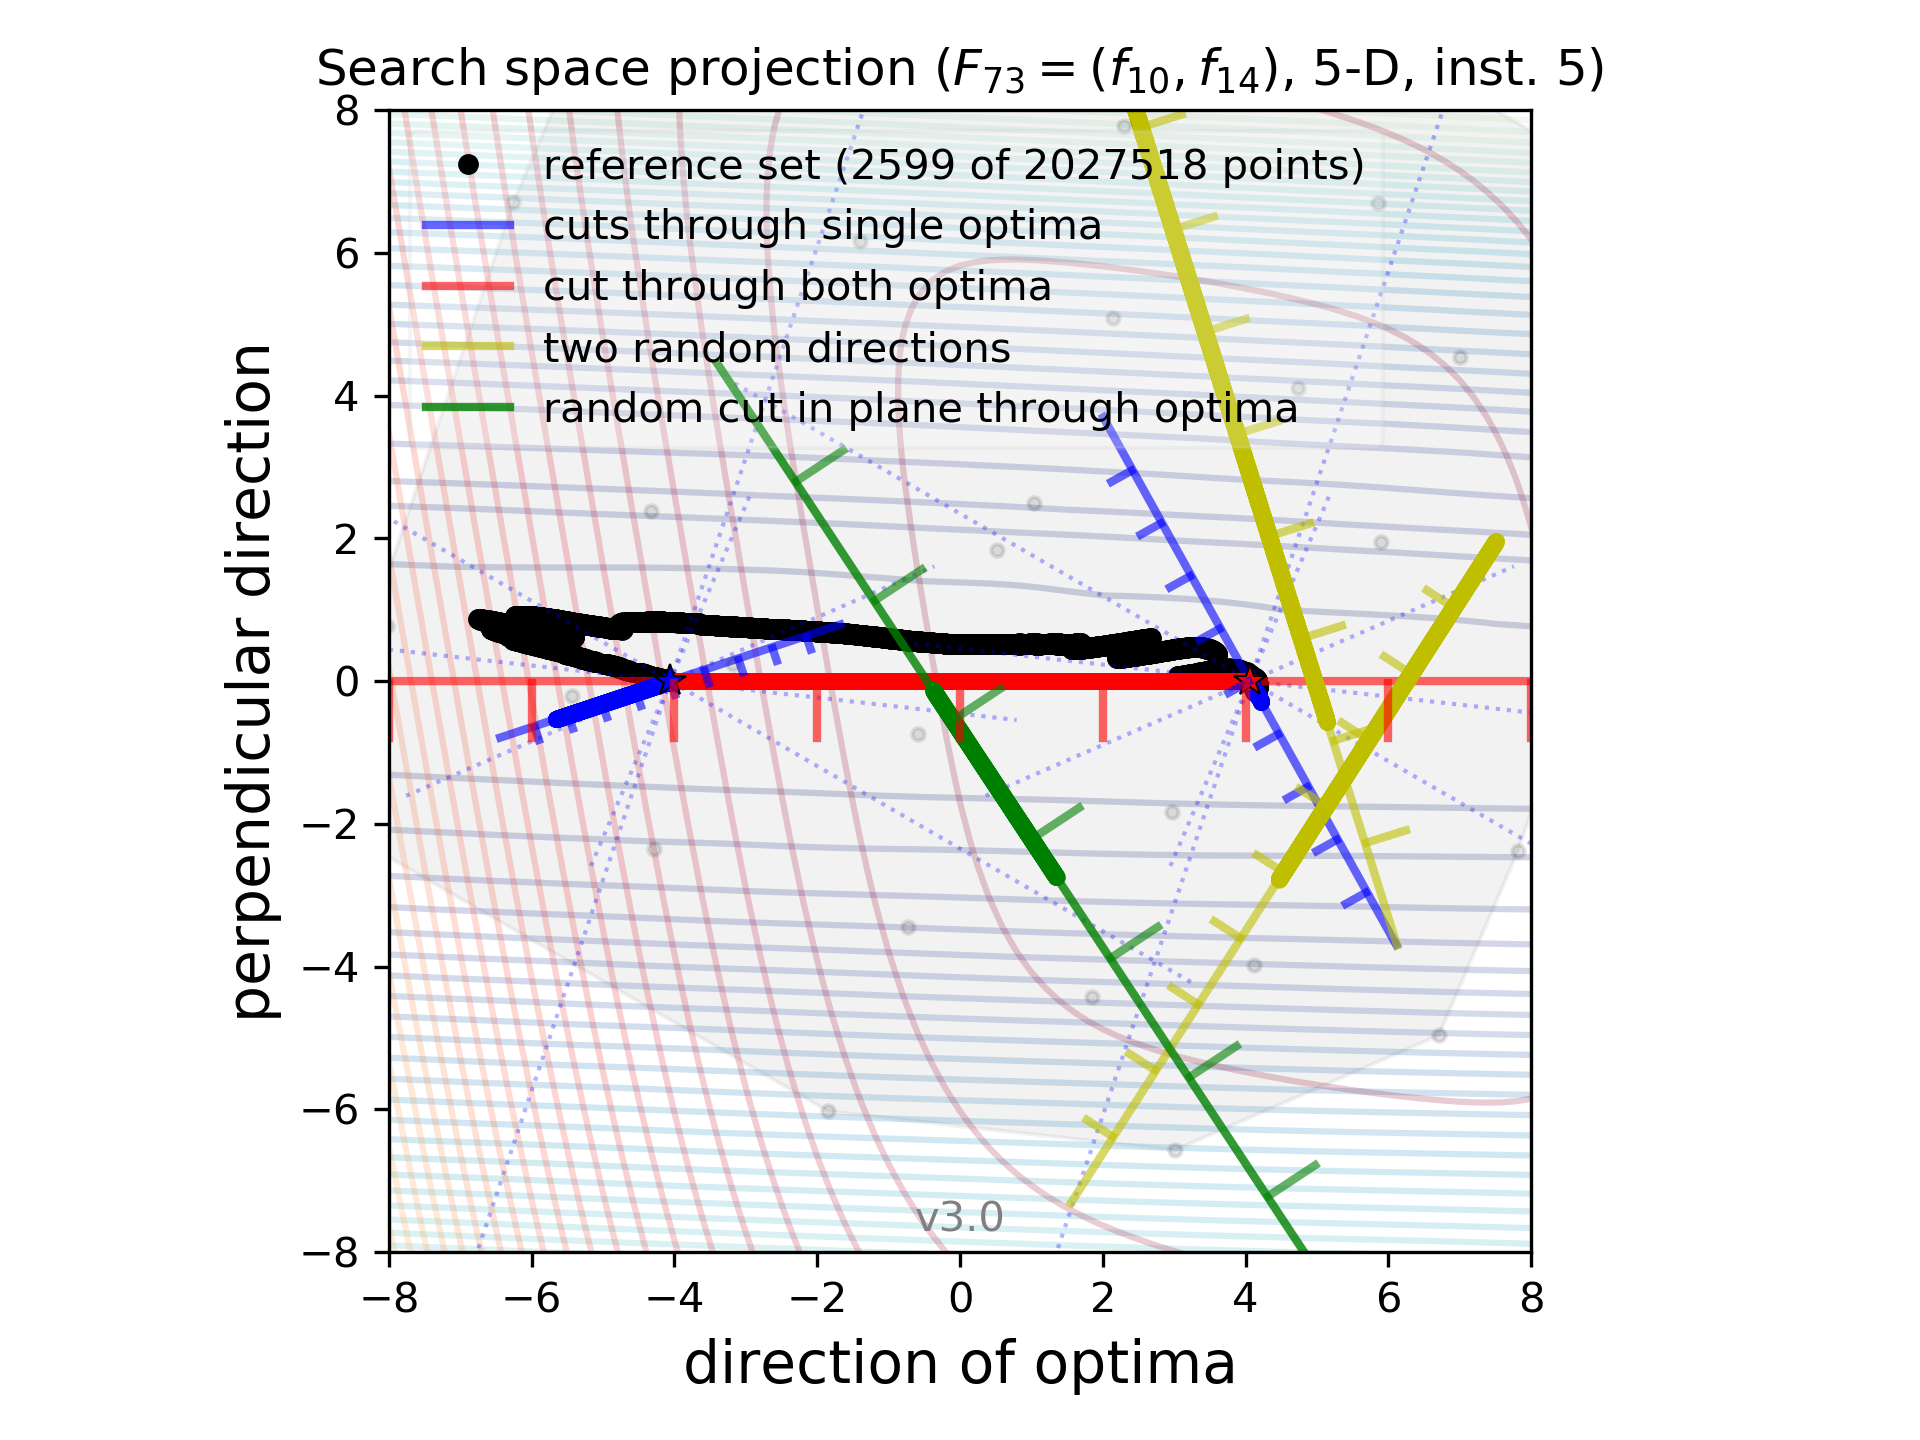 Search space projection (F₇₃ = (f₁₀, f₁₄), 5-D, inst. 5)
reference set (2599 of 2027518 points)
cuts through single optima
cut through both optima
two random directions
random cut in plane through optima
8
6
4
2
0
−2
−4
−6
−8
perpendicular direction
v3.0
−8 −6 −4 −2 0 2 4 6 8
direction of optima